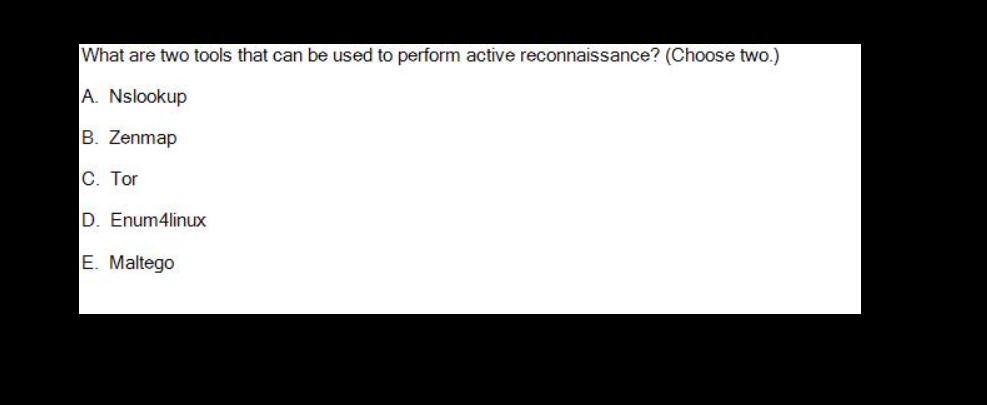 What are two tools that can be used to perform active reconnaissance? (Choose two.)
A. Nslookup
B. Zenmap
C. Tor
D. Enum4linux
E. Maltego